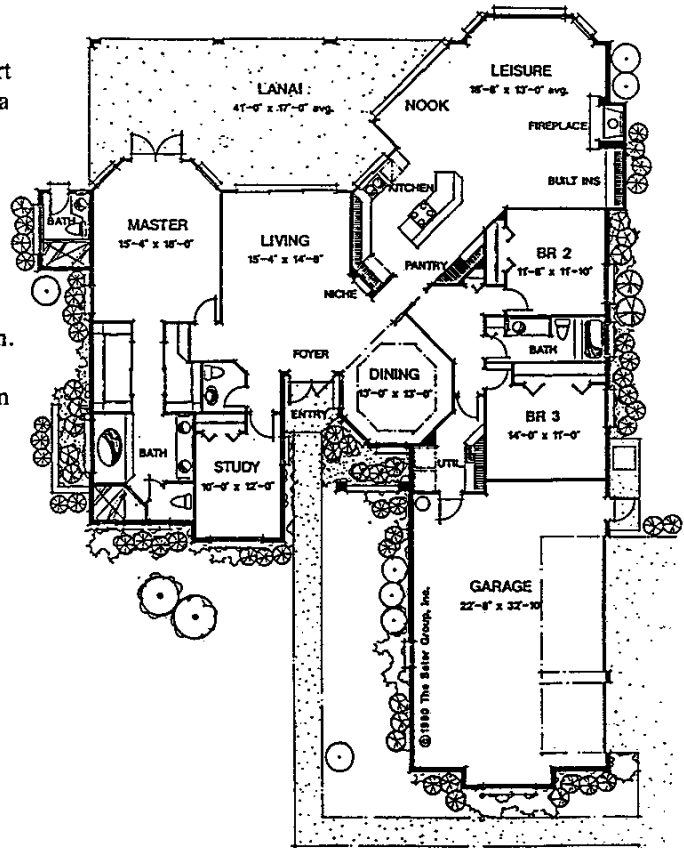 rt
a
n.
n
LANAI
41'-0" x 17'-0" avg.
LEISURE
16'-8" x 13'-0" avg.
NOOK
FIREPLACE
BUILT INS
KITCHEN
BATH
MASTER
15'-4" x 18'-0"
LIVING
15'-4" x 14'-8"
BR 2
11'-8" x 11'-10"
PANTRY
NICHE
BATH
FOYER
DINING
13'-0" x 13'-0"
ENTRY
BR 3
14'-0" x 11'-0"
BATH
STUDY
10'-0" x 12'-0"
UTIL
GARAGE
22'-8" x 32'-10"
©1990 The Sater Group, Inc.